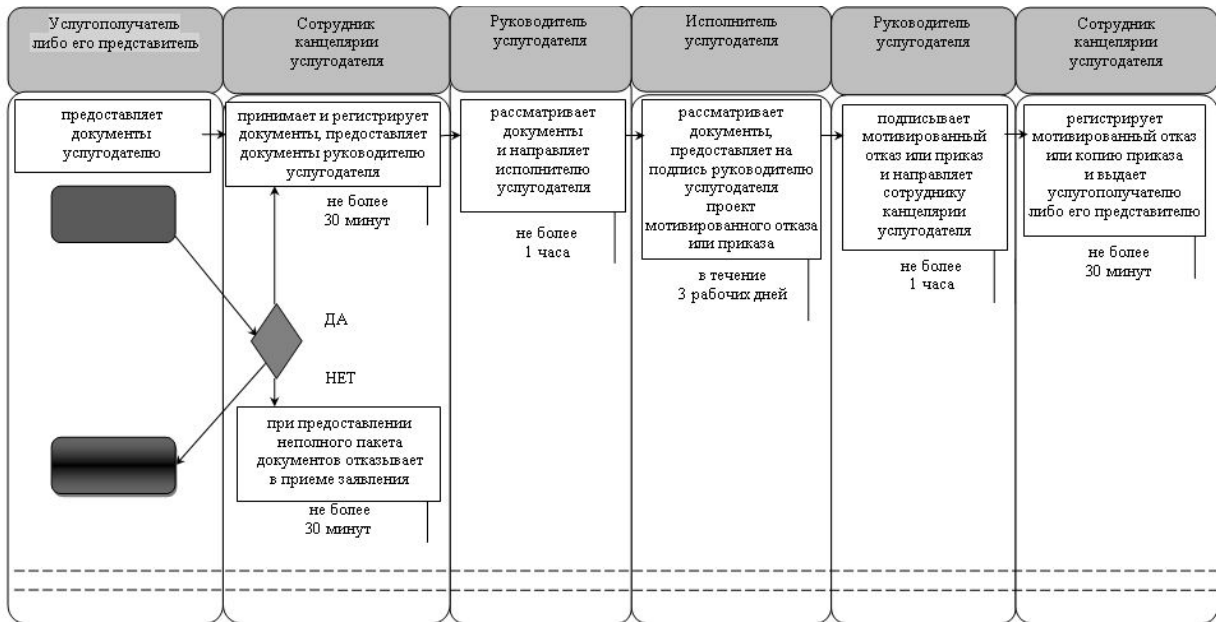 Услугополучатель
либо его представитель
Сотрудник
канцелярии
услугодателя
Руководитель
услугодателя
Исполнитель
услугодателя
Руководитель
услугодателя
Сотрудник
канцелярии
услугодателя
предоставляет
документы
услугодателю
принимает и регистрирует
документы, предоставляет
документы руководителю
услугодателя
не более
30 минут
рассматривает
документы
и направляет
исполнителю
услугодателя
не более
1 часа
рассматривает
документы,
предоставляет на
подпись руководителю
услугодателя
проект
мотивированного отказа
или приказа
в течение
3 рабочих дней
подписывает
мотивированный
отказ или приказ
и направляет
сотруднику
канцелярии
услугодателя
не более
1 часа
регистрирует
мотивированный отказ
или копию приказа
и выдает
услугополучателю
либо его представителю
не более
30 минут
ДА
НЕТ
при предоставлении
неполного пакета
документов отказывает
в приеме заявления
не более
30 минут